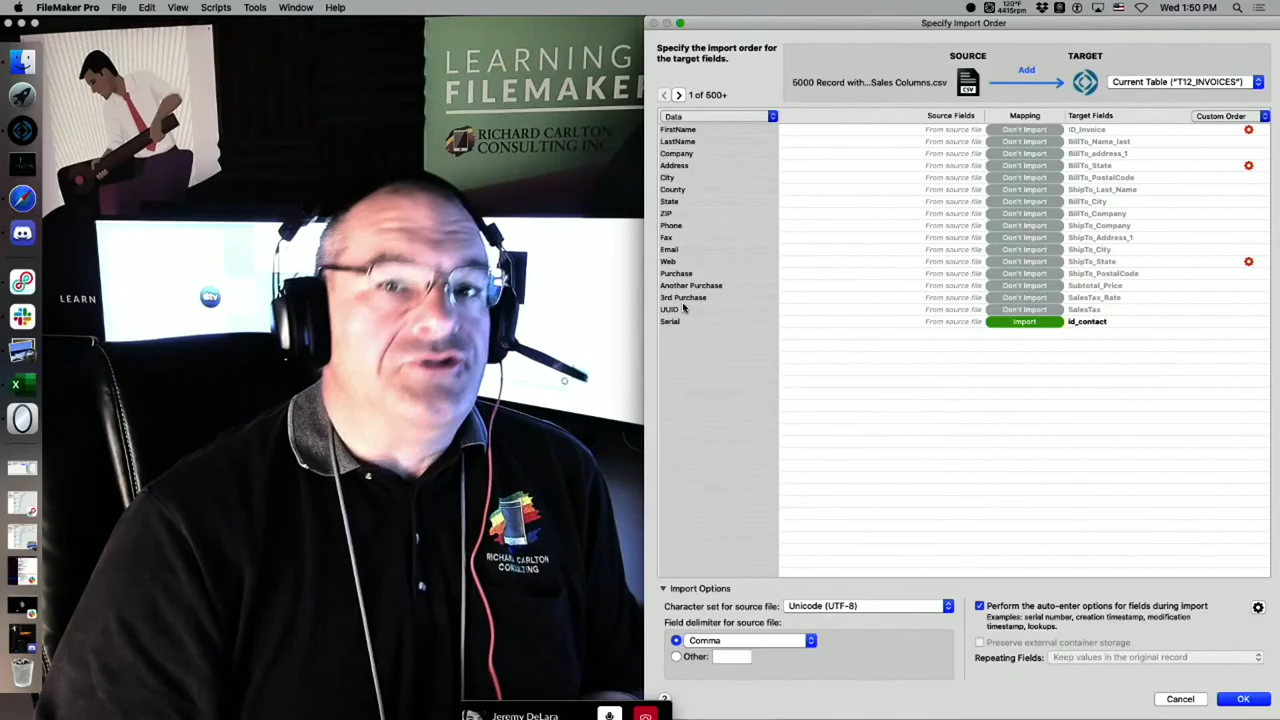 FileMaker Pro File Edit View Scripts Tools Window Help
120°F
4415rpm
Wed 1:50 PM
Specify Import Order
Specify the import order for
the target fields.
SOURCE
TARGET
5000 Record with...Sales Columns.csv
CSV
Add
Current Table ("T12_INVOICES")
1 of 500+
Data Source Fields Mapping Target Fields Custom Order
FirstName From source file Don't Import ID_Invoice
LastName From source file Don't Import BillTo_Name_last
Company From source file Don't Import BillTo_address_1
Address From source file Don't Import BillTo_State
City From source file Don't Import BillTo_PostalCode
County From source file Don't Import ShipTo_Last_Name
State From source file Don't Import BillTo_City
ZIP From source file Don't Import BillTo_Company
Phone From source file Don't Import ShipTo_Company
Fax From source file Don't Import ShipTo_Address_1
Email From source file Don't Import ShipTo_City
Web From source file Don't Import ShipTo_State
Purchase From source file Don't Import ShipTo_PostalCode
Another Purchase From source file Don't Import Subtotal_Price
3rd Purchase From source file Don't Import SalesTax_Rate
UUID From source file Don't Import SalesTax
Serial From source file Import id_contact
Import Options
Character set for source file: Unicode (UTF-8)
Field delimiter for source file:
Comma
Other:
Perform the auto-enter options for fields during import
Examples: serial number, creation timestamp, modification
timestamp, lookups.
Preserve external container storage
Repeating Fields: Keep values in the original record
?
Cancel
OK
LEARNING
FILEMAKER
RICHARD CARLTON
CONSULTING INC
LEARN
RICHARD CARLTON
CONSULTING, INC.
Jeremy DeLara